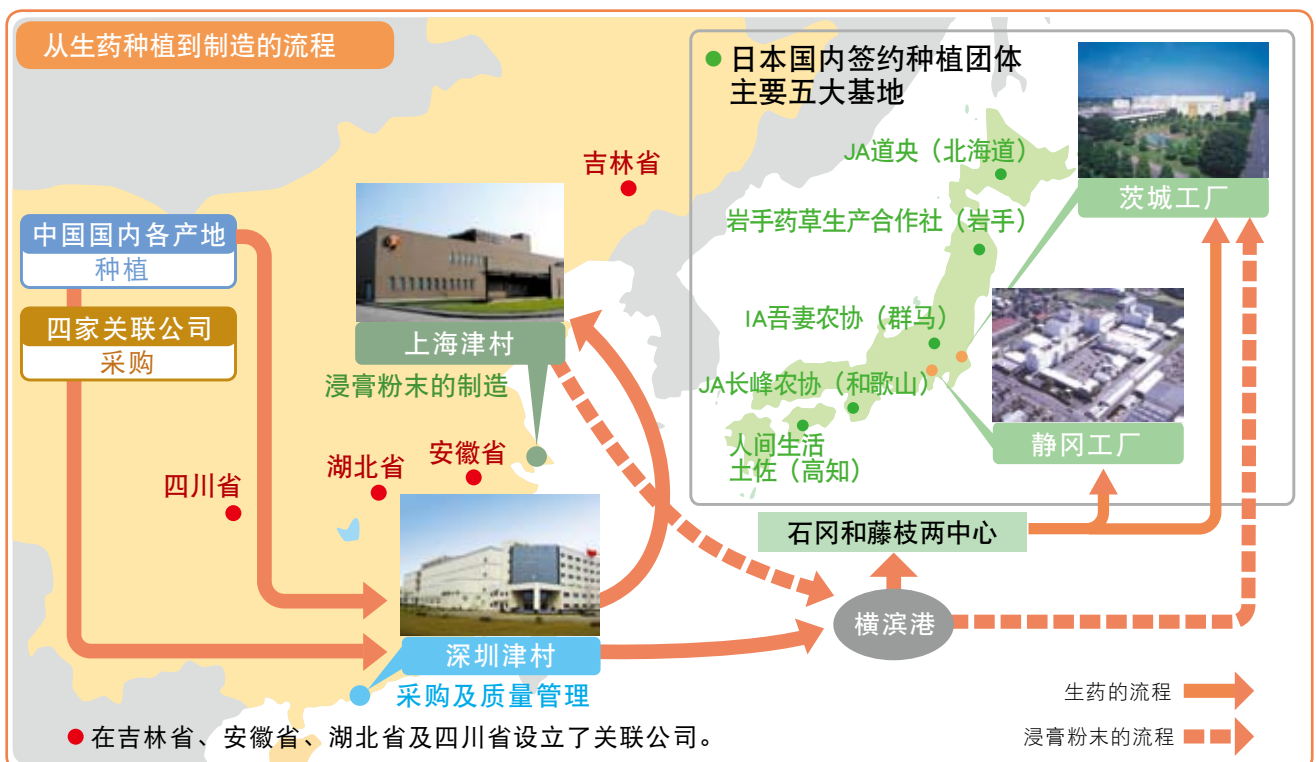 从生药种植到制造的流程
日本国内签约种植团体
主要五大基地
JA道央（北海道）
吉林省
茨城工厂
岩手药草生产合作社（岩手）
中国国内各产地
种植
四家关联公司
采购
上海津村
浸膏粉末的制造
IA吾妻农协（群马）
JA长峰农协（和歌山）
人间生活
土佐（高知）
静冈工厂
安徽省
湖北省
四川省
石冈和藤枝两中心
横滨港
深圳津村
采购及质量管理
生药的流程
浸膏粉末的流程
在吉林省、安徽省、湖北省及四川省设立了关联公司。